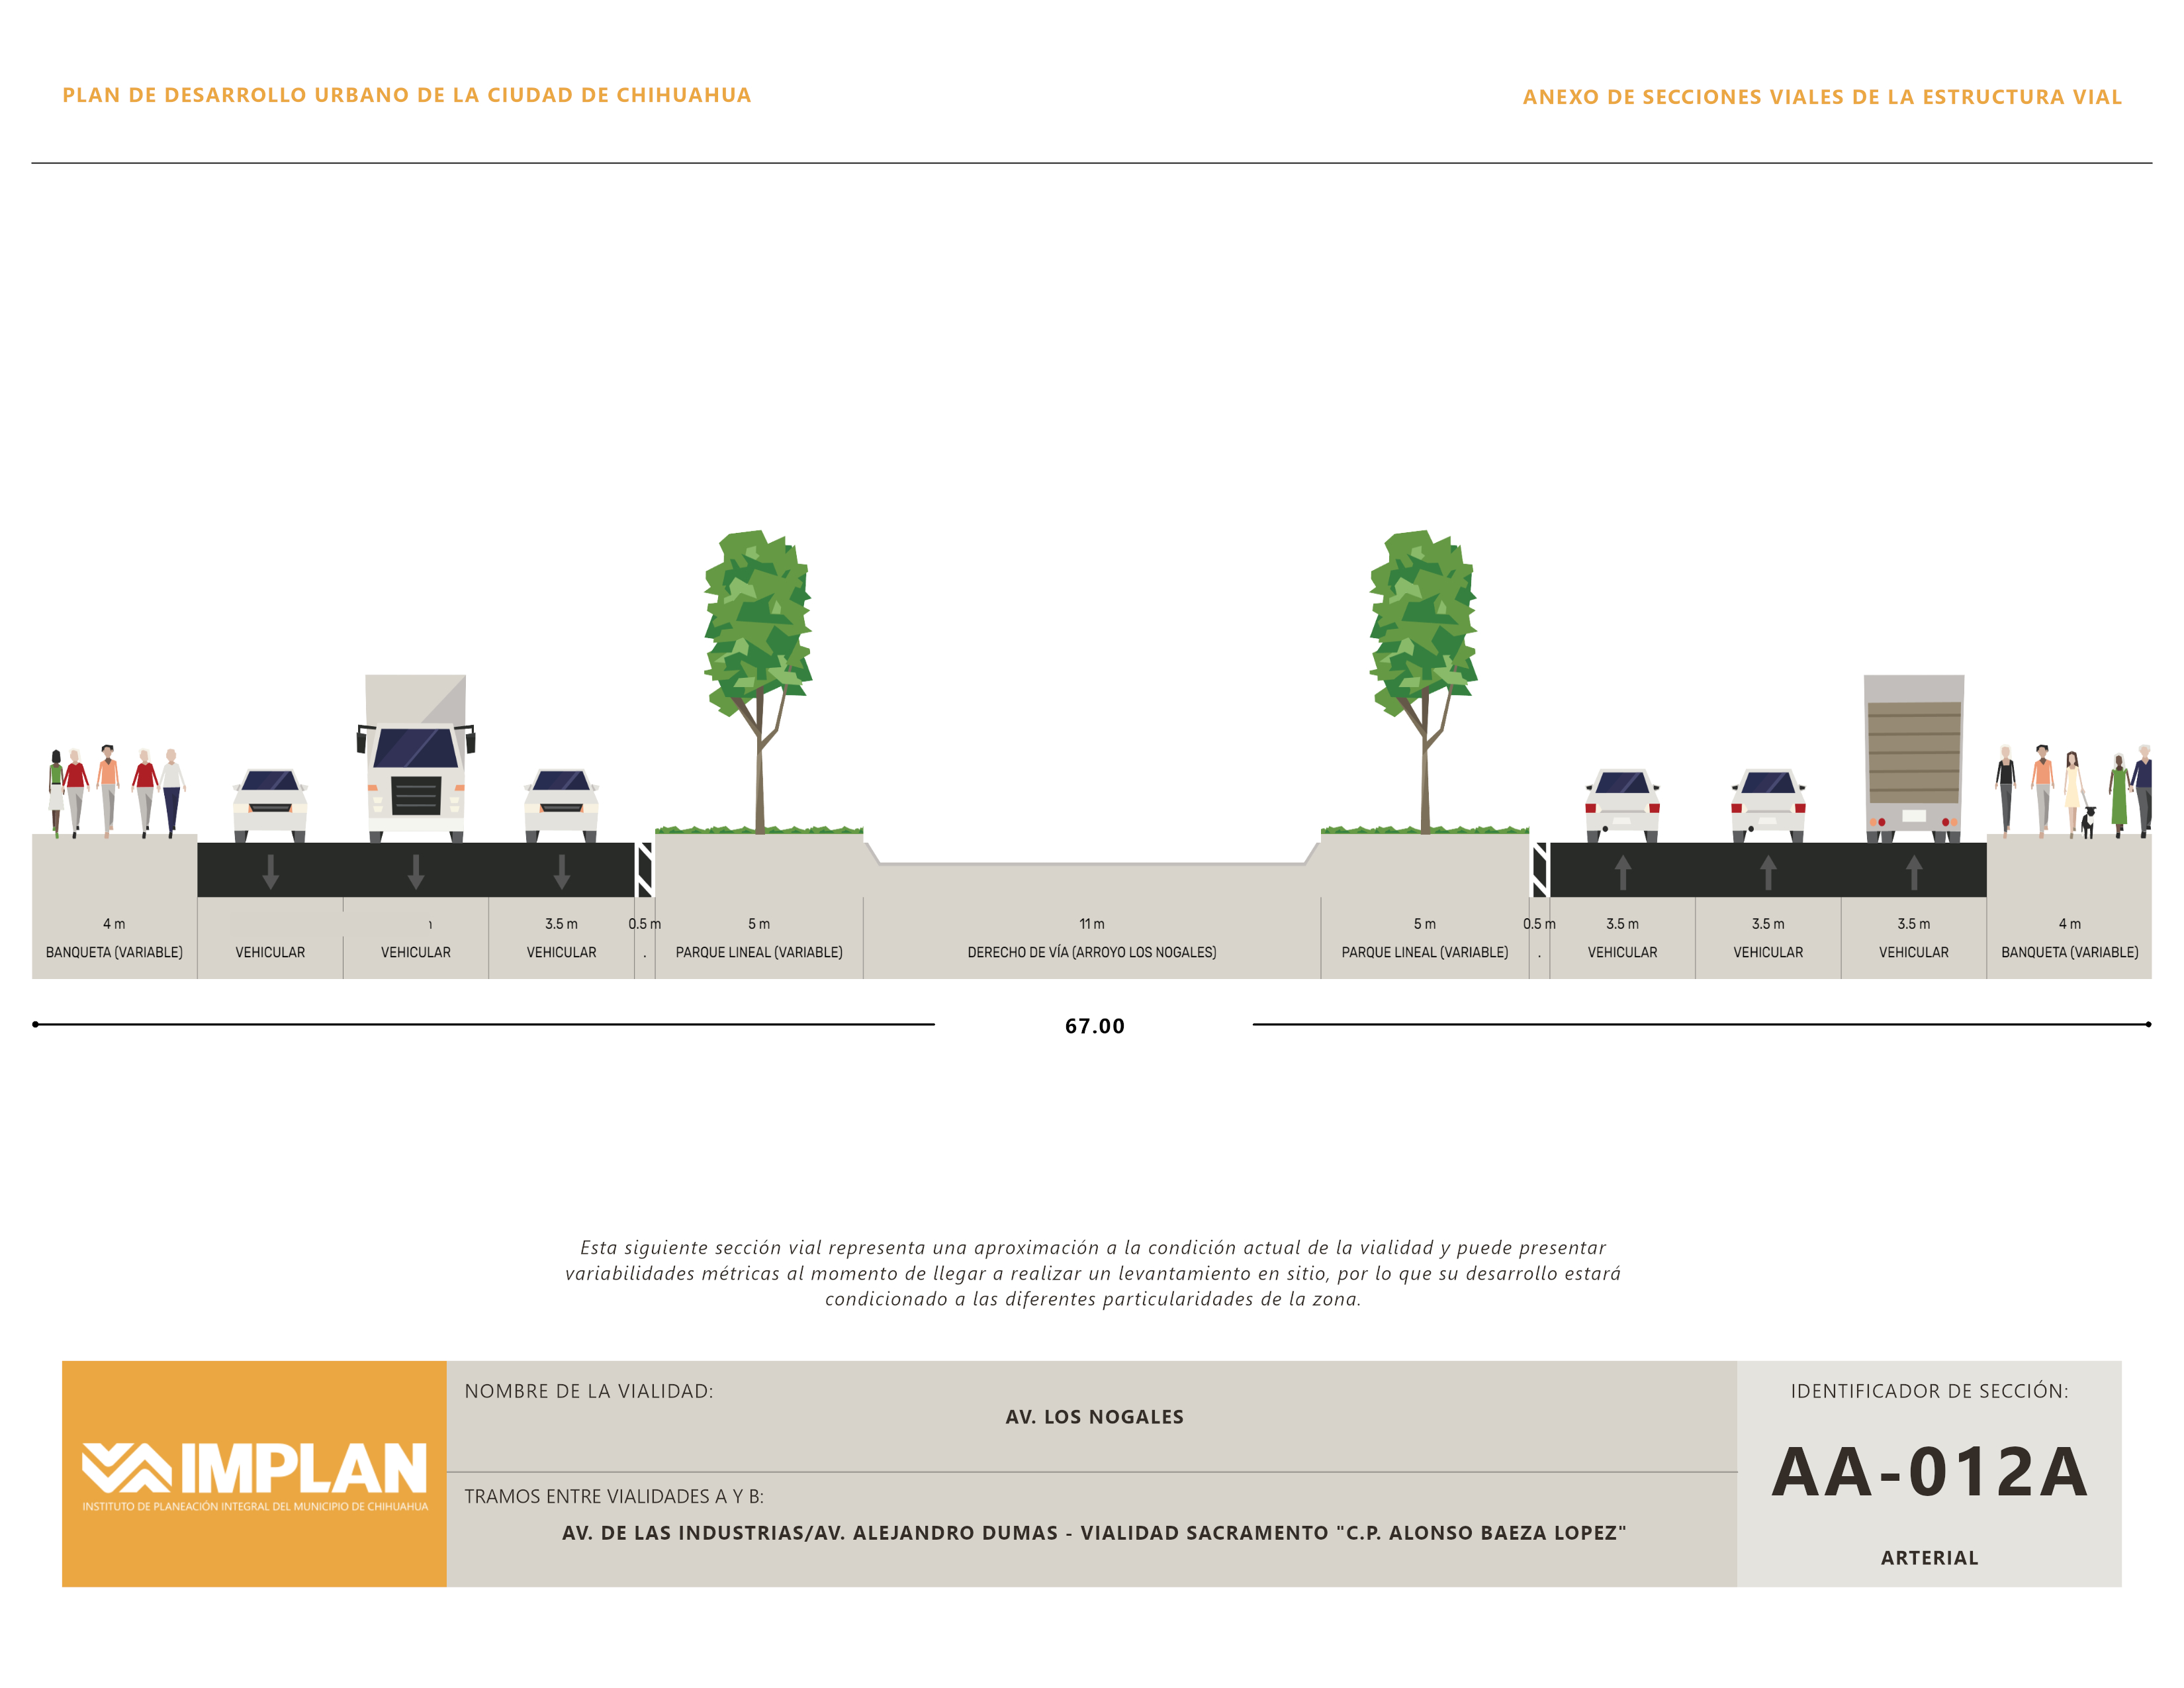 PLAN DE DESARROLLO URBANO DE LA CIUDAD DE CHIHUAHUA
ANEXO DE SECCIONES VIALES DE LA ESTRUCTURA VIAL
4 m
3.5 m
0.5 m
5 m
11 m
5 m
0.5 m
3.5 m
3.5 m
3.5 m
4 m
BANQUETA (VARIABLE)
VEHICULAR
VEHICULAR
VEHICULAR
.
PARQUE LINEAL (VARIABLE)
DERECHO DE VÍA (ARROYO LOS NOGALES)
PARQUE LINEAL (VARIABLE)
.
VEHICULAR
VEHICULAR
VEHICULAR
BANQUETA (VARIABLE)
67.00
Esta siguiente sección vial representa una aproximación a la condición actual de la vialidad y puede presentar
variabilidades métricas al momento de llegar a realizar un levantamiento en sitio, por lo que su desarrollo estará
condicionado a las diferentes particularidades de la zona.
IMPLAN
INSTITUTO DE PLANEACIÓN INTEGRAL DEL MUNICIPIO DE CHIHUAHUA
NOMBRE DE LA VIALIDAD:
AV. LOS NOGALES
TRAMOS ENTRE VIALIDADES A Y B:
AV. DE LAS INDUSTRIAS/AV. ALEJANDRO DUMAS - VIALIDAD SACRAMENTO "C.P. ALONSO BAEZA LOPEZ"
IDENTIFICADOR DE SECCIÓN:
AA-012A
ARTERIAL